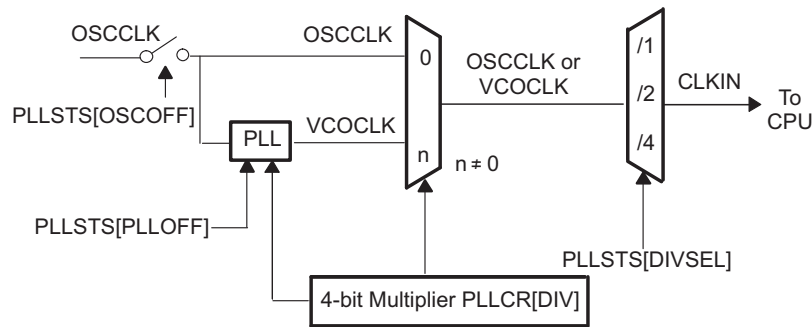 OSCCLK
OSCCLK
0
OSCCLK or
VCOCLK
/1
/2
/4
CLKIN
To
CPU
PLLSTS[OSCOFF]
PLL
VCOCLK
n
n ≠ 0
PLLSTS[PLLOFF]
PLLSTS[DIVSEL]
4-bit Multiplier PLLCR[DIV]